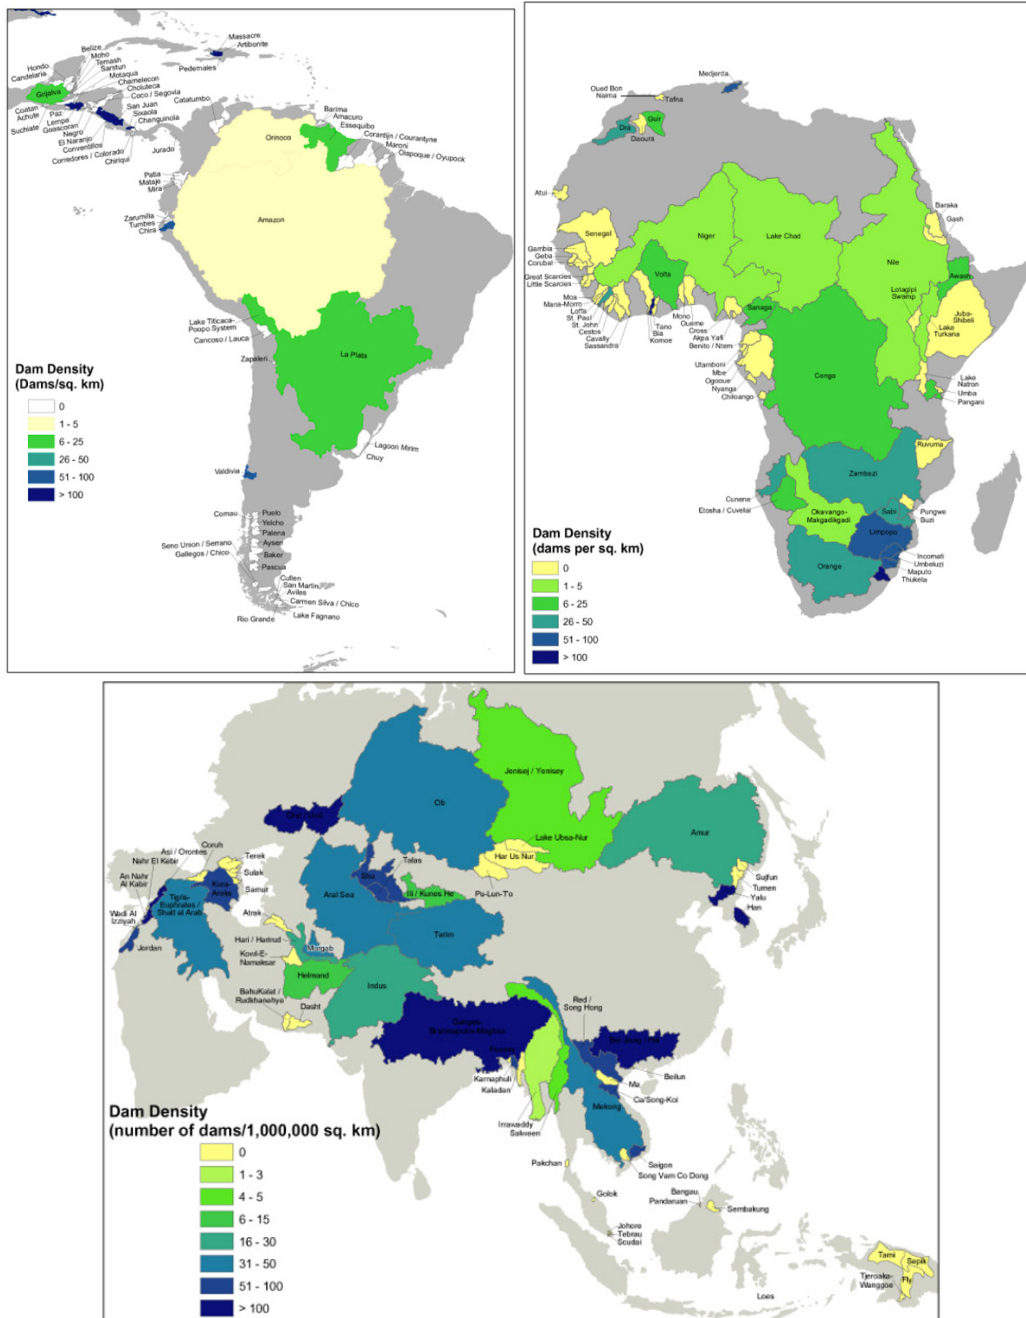 Massacre
Artibonite
Pedernales
Belize
Moho
Temash
Sarstun
Motaqua
Chamelecon
Choluteca
Coco / Segovia
Hondo
Candelaria
Grijalva
Coatan
Achute
Suchiate
Paz
Lempa
Goascoran
Negro
El Naranjo
Conventillos
Corredores / Colorado
Chiriqui
San Juan
Sixaola
Changuinola
Jurado
Catatumbo
Orinoco
Barima
Amacuro
Essequibo
Corantijn / Courantyne
Maroni
Oiapoque / Oyupock
Patia
Mataje
Mira
Amazon
Zarumilla
Tumbes
Chira
Lake Titicaca-
Poopo System
Cancoso / Lauca
La Plata
Zapaleri
Lagoon Mirim
Chuy
Valdivia
Comau
Puelo
Yelcho
Palena
Aysen
Baker
Pascua
Seno Union / Serrano
Gallegos / Chico
Cullen
San Martin
Aviles
Carmen Silva / Chico
Lake Fagnano
Rio Grande
Dam Density
(Dams/sq. km)
0
1 - 5
6 - 25
26 - 50
51 - 100
> 100
Medjerda
Oued Bon
Naima
Tafna
Dra
Guir
Daoura
Atui
Senegal
Gambia
Geba
Corubal
Great Scarcies
Little Scarcies
Moa
Mana-Morro
Loffa
St. Paul
St. John
Cestos
Cavally
Sassandra
Niger
Lake Chad
Nile
Baraka
Gash
Awash
Volta
Tano
Bia
Komoe
Mono
Oueme
Cross
Akpa Yafi
Benito / Ntem
Sanaga
Lotagipi
Swamp
Juba-
Shibeli
Lake
Turkana
Utamboni
Mbe
Ogooue
Nyanga
Chiloango
Congo
Lake
Natron
Umba
Pangani
Ruvuma
Zambezi
Cunene
Etosha / Cuvelai
Okavango-
Makgadikgadi
Sabi
Pungwe
Buzi
Limpopo
Orange
Incomati
Umbeluzi
Maputo
Thukela
Dam Density
(dams per sq. km)
0
1 - 5
6 - 25
26 - 50
51 - 100
> 100
Jenisej / Yenisey
Ob
Lake Ubsa-Nur
Amur
Har Us Nur
Pu-Lun-T'o
Coruh
Terek
Sulak
Samur
Asi / Orontes
Nahr El Kebir
An Nahr
Al Kabir
Wadi Al
Izziyah
Jordan
Kura-
Araks
Tigris-
Euphrates /
Shatt al Arab
Atrak
Aral Sea
Shu
Talas
Ili / Kunes He
Tarim
Hari / Harirud
Murgab
Kowl-E-
Namaksar
Helmand
BahuKalat /
Rudkhanehye
Dasht
Indus
Sujfun
Tumen
Yalu
Han
Ganges-
Brahmaputra-Meghna
Red /
Song Hong
Bei Jiang / Hsi
Beilun
Ma
Ca/Song-Koi
Karnaphuli
Kaladan
Irrawaddy
Salween
Mekong
Saigon
Song Vam Co Dong
Pakchan
Golok
Johore
Tebrau
Scudai
Bangau
Pandaruan
Sembakung
Tami
Sepik
Fly
Tjeroaka-
Wanggoe
Loes
Dam Density
(number of dams/1,000,000 sq. km)
0
1 - 3
4 - 5
6 - 15
16 - 30
31 - 50
51 - 100
> 100